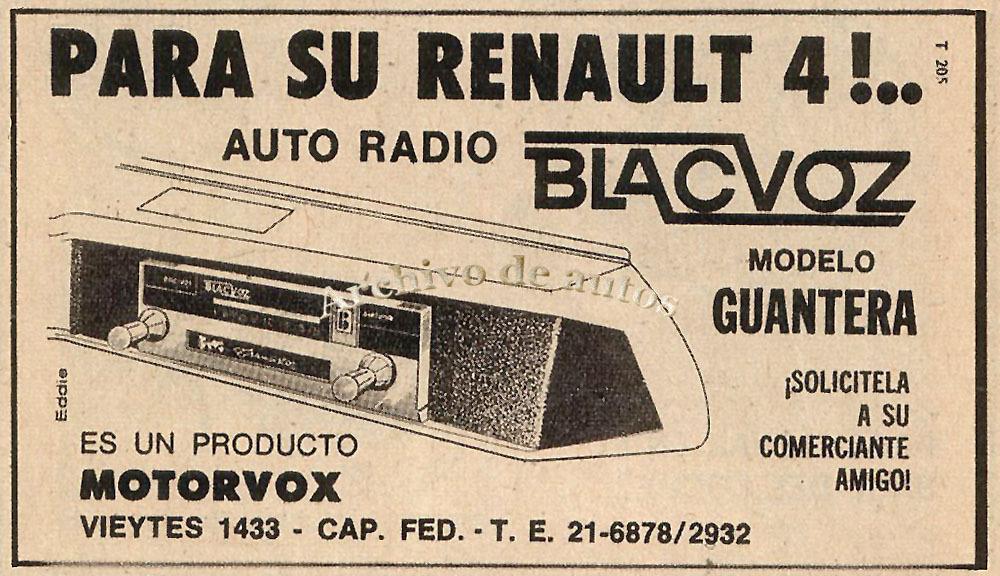 PARA SU RENAULT 4!...
T 205
AUTO RADIO BLACVOZ
MODELO
GUANTERA
Archivo de autos
BLACVOZ
B
¡SOLICITELA
A SU
COMERCIANTE
AMIGO!
Eddie
ES UN PRODUCTO
MOTORVOX
VIEYTES 1433 - CAP. FED. - T. E. 21-6878/2932